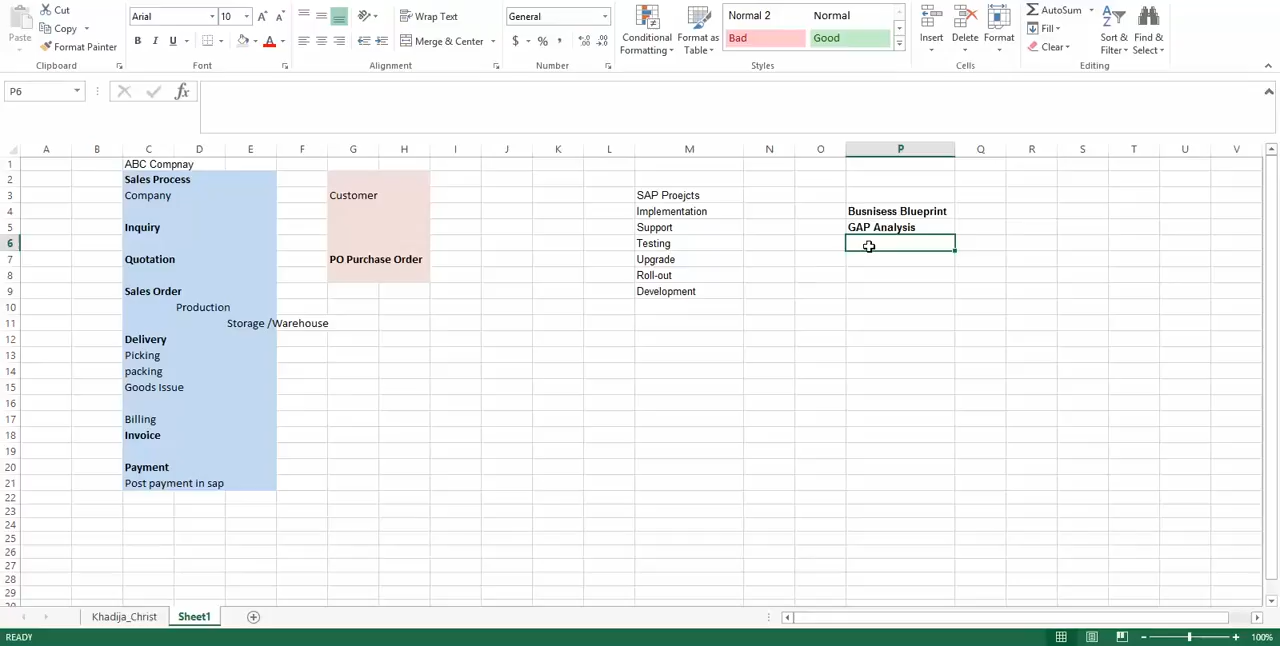 Cut
Copy
Format Painter
Paste
Clipboard
Arial 10 A A
B I U A
Font
Wrap Text
Merge & Center
Alignment
General
$ % , .00 .0
Number
Conditional Formatting
Format as Table
Normal 2 Normal
Bad Good
Styles
Insert Delete Format
Cells
AutoSum
Fill
Clear
Sort & Filter
Find & Select
Editing
P6 fx
A B C D E F G H I J K L M N O P Q R S T U V
1 ABC Compnay
2 Sales Process
3 Company Customer SAP Proejcts
4 Implementation Busnisess Blueprint
5 Inquiry Support GAP Analysis
6 Testing
7 Quotation PO Purchase Order Upgrade
8 Roll-out
9 Sales Order Development
10 Production
11 Storage /Warehouse
12 Delivery
13 Picking
14 packing
15 Goods Issue
16
17 Billing
18 Invoice
19
20 Payment
21 Post payment in sap
22
23
24
25
26
27
28
29
Khadija_Christ Sheet1
READY 100%